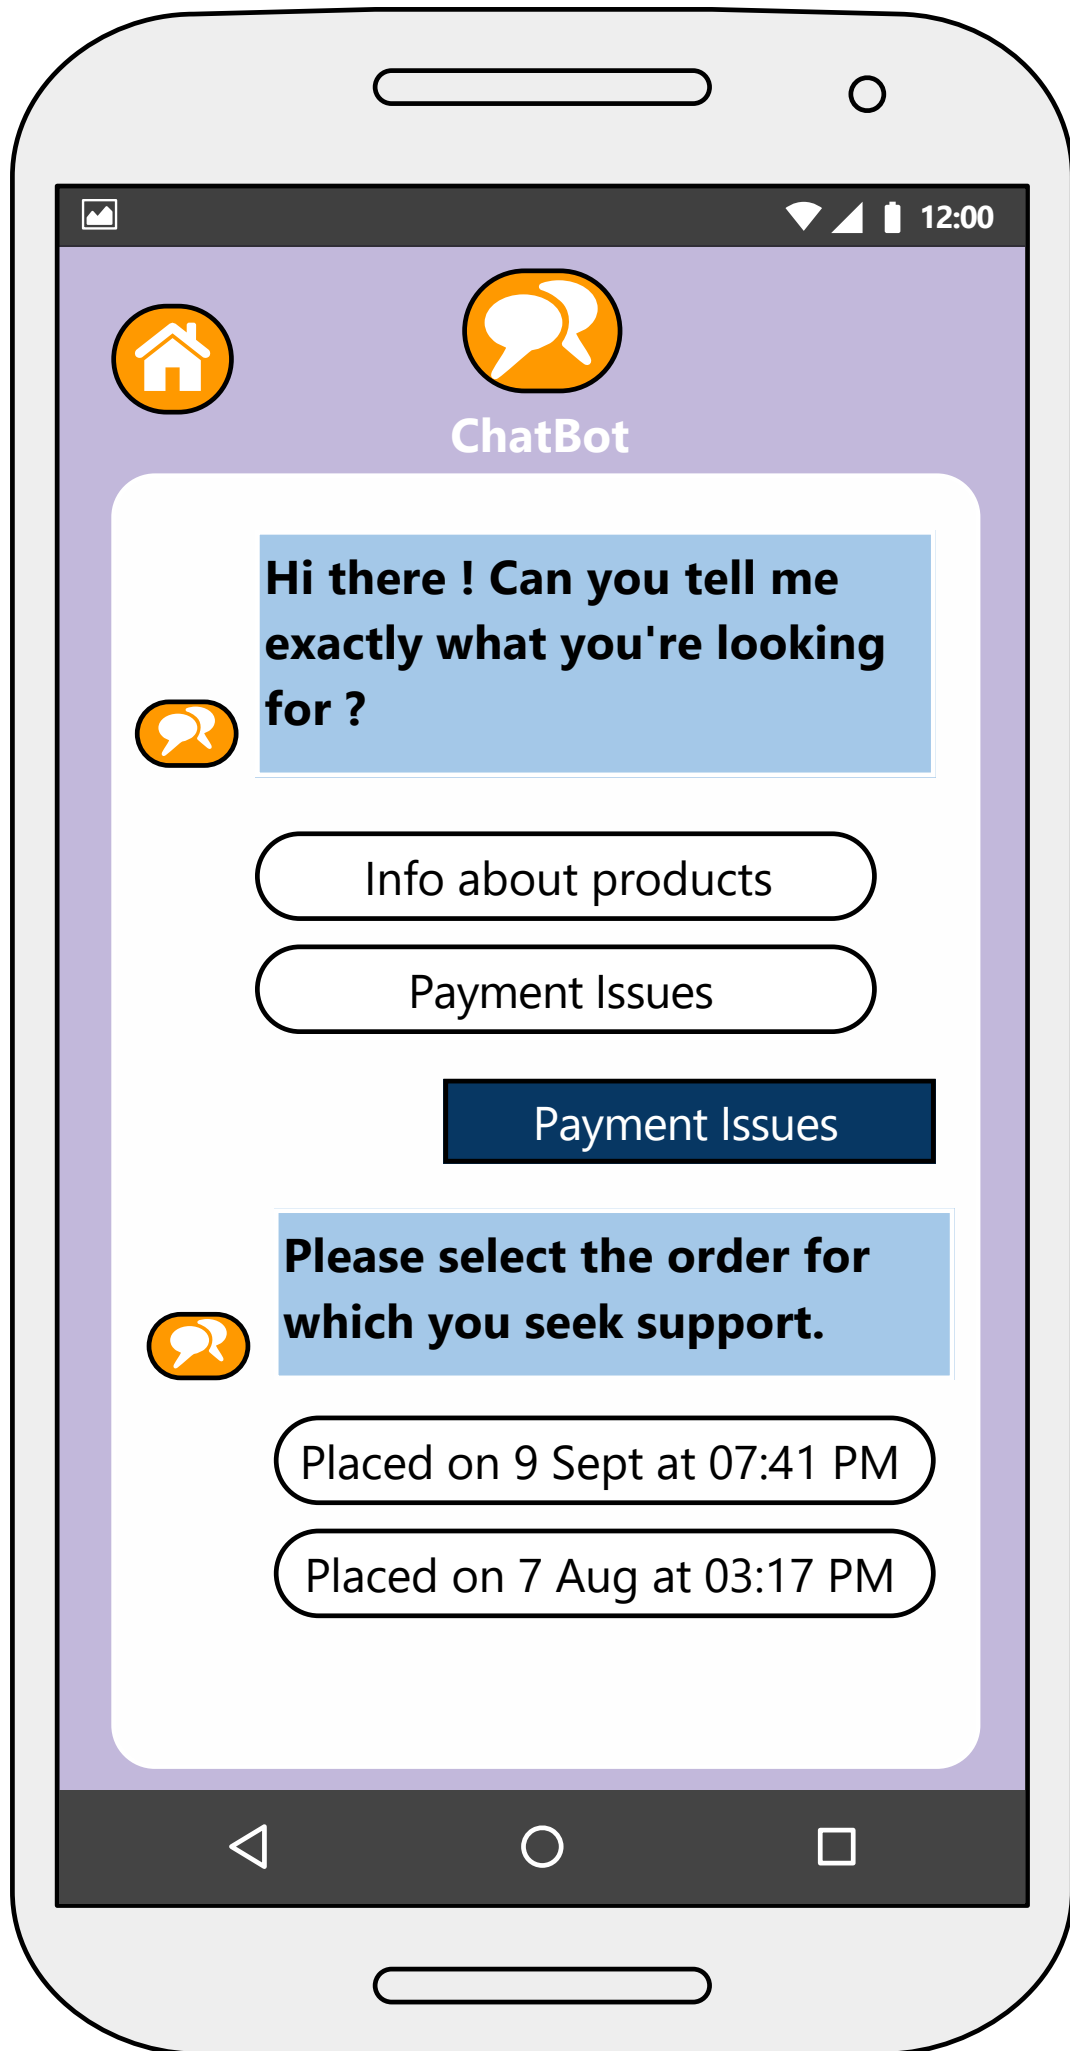 12:00
ChatBot
Hi there ! Can you tell me
exactly what you're looking
for ?
Info about products
Payment Issues
Payment Issues
Please select the order for
which you seek support.
Placed on 9 Sept at 07:41 PM
Placed on 7 Aug at 03:17 PM